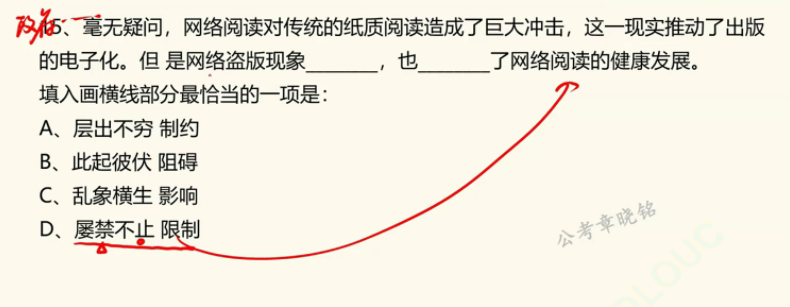 政府
15、毫无疑问，网络阅读对传统的纸质阅读造成了巨大冲击，这一现实推动了出版
的电子化。但 是网络盗版现象________，也________了网络阅读的健康发展。
填入画横线部分最恰当的一项是：
A、层出不穷 制约
B、此起彼伏 阻碍
C、乱象横生 影响
D、屡禁不止 限制
公考章晓铭